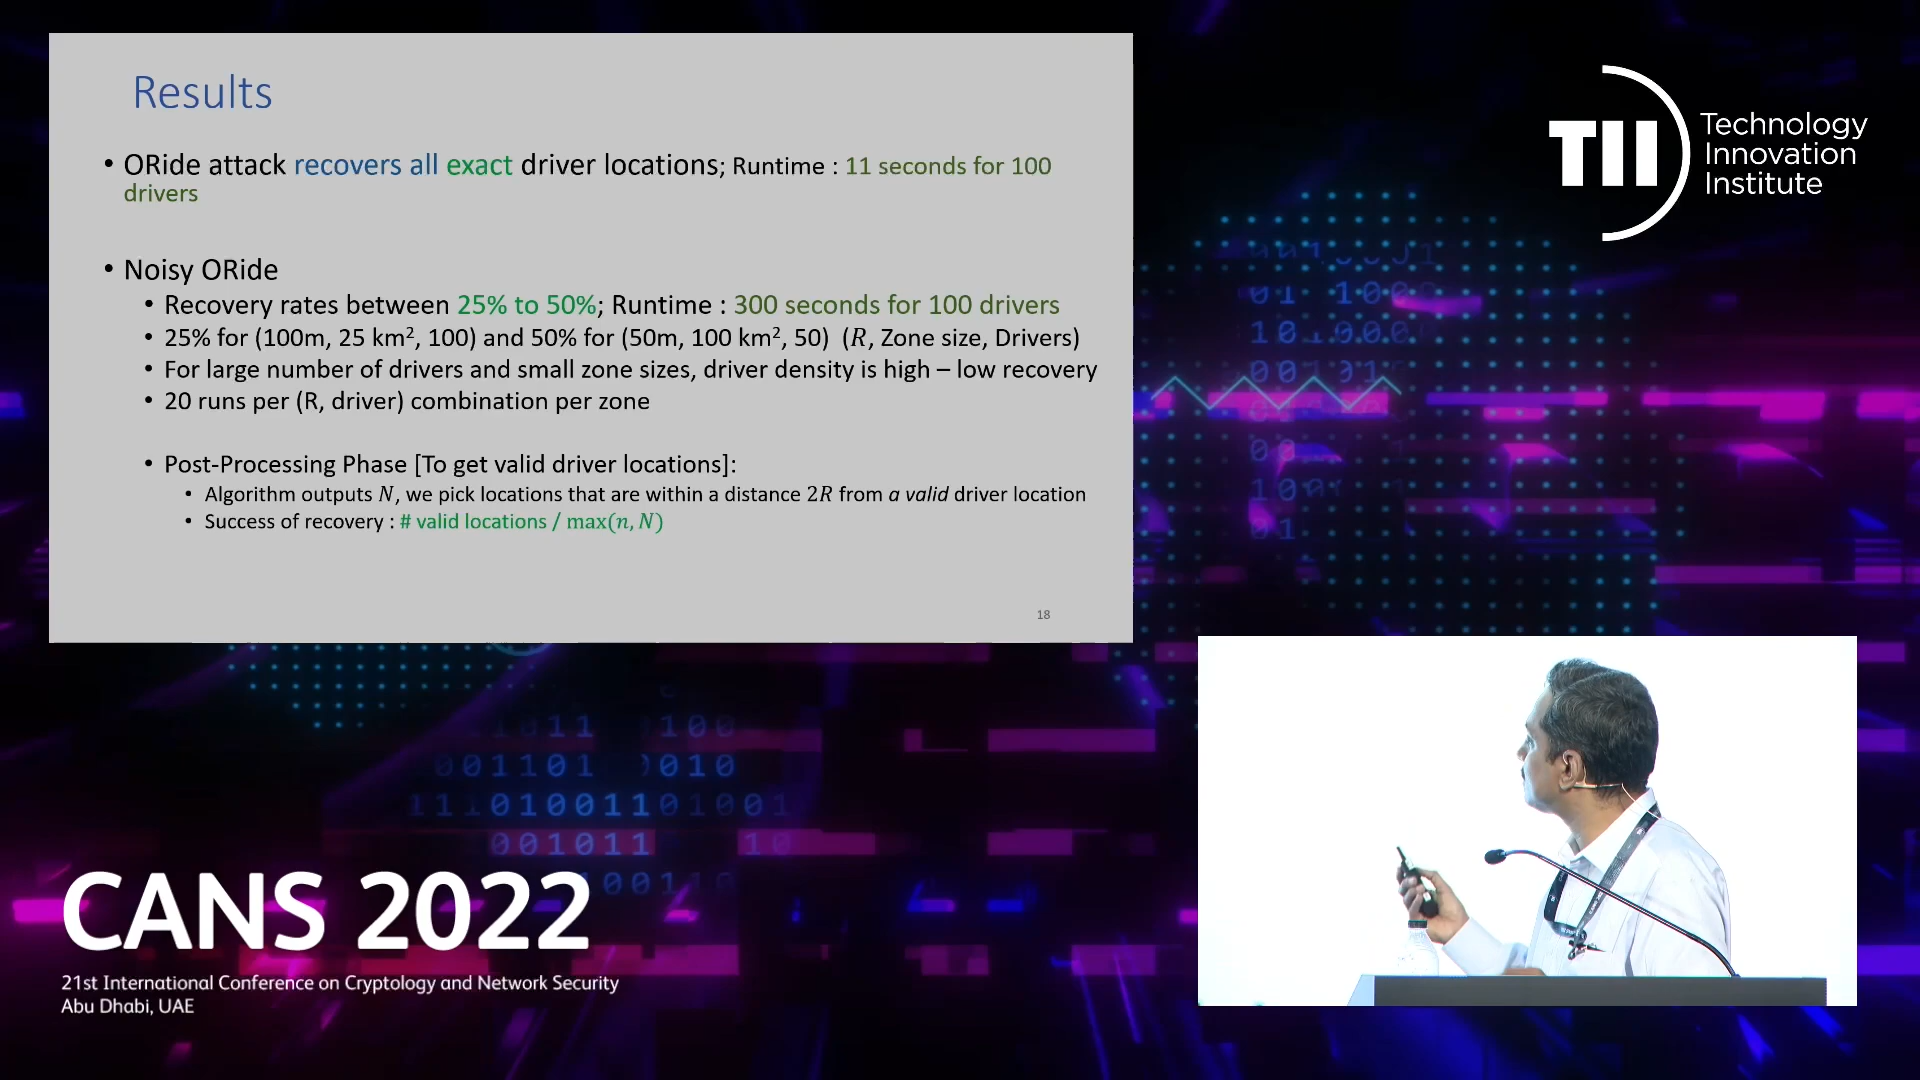 Results
• ORide attack recovers all exact driver locations; Runtime : 11 seconds for 100
drivers
• Noisy ORide
• Recovery rates between 25% to 50%; Runtime : 300 seconds for 100 drivers
• 25% for (100m, 25 km², 100) and 50% for (50m, 100 km², 50) (R, Zone size, Drivers)
• For large number of drivers and small zone sizes, driver density is high – low recovery
• 20 runs per (R, driver) combination per zone
• Post-Processing Phase [To get valid driver locations]:
• Algorithm outputs N, we pick locations that are within a distance 2R from a valid driver location
• Success of recovery : # valid locations / max(n, N)
18
TII
Technology
Innovation
Institute
CANS 2022
21st International Conference on Cryptology and Network Security
Abu Dhabi, UAE